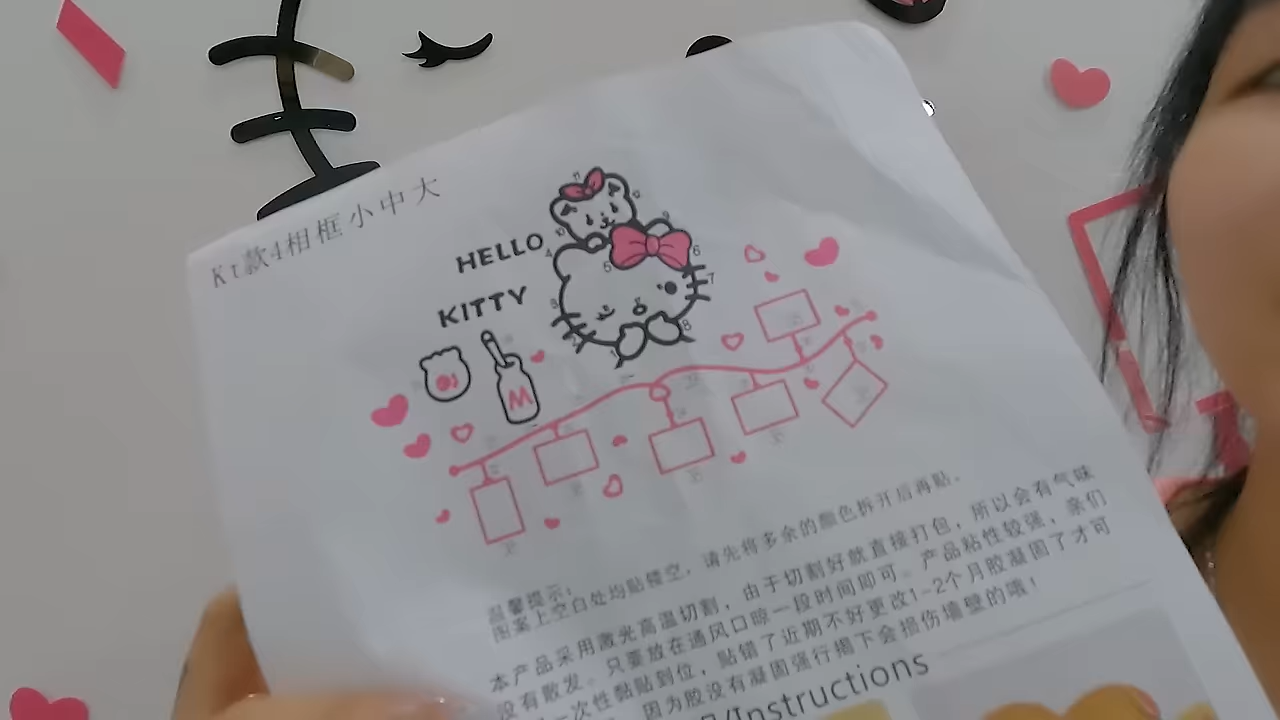 Kt款4相框小中大
HELLO
KITTY
温馨提示:
图案上空白处均贴镂空,请先将多余的颜色拆开后再贴.
本产品采用激光高温切割,由于切割好就直接打包,所以会有气味
没有散发。只要放在通风口晾一段时间即可。产品粘性较强,亲们
一次性黏贴到位,贴错了近期不好更改1-2个月胶凝固了才可
因为胶没有凝固强行揭下会损伤墙壁的哦!
/Instructions